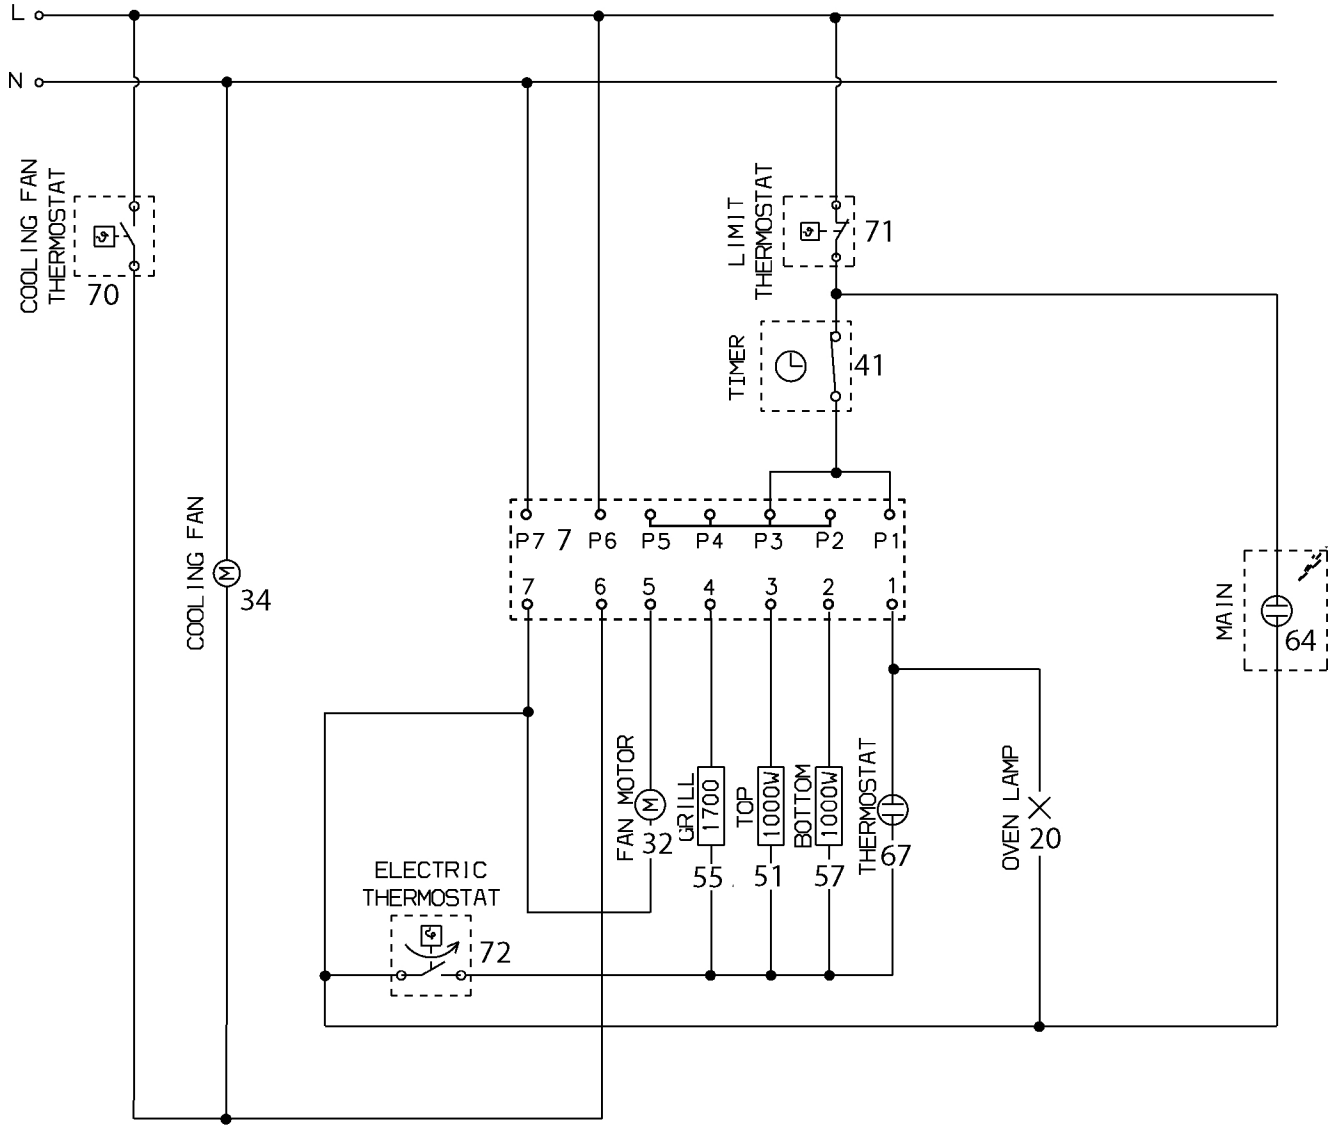 L
N
COOLING FAN
THERMOSTAT
70
LIMIT
THERMOSTAT
71
TIMER
41
COOLING FAN
34
P7 7 P6 P5 P4 P3 P2 P1
7 6 5 4 3 2 1
MAIN
64
FAN MOTOR
32
GRILL
1700
55
TOP
1000W
51
BOTTOM
1000W
57
THERMOSTAT
67
OVEN LAMP
20
ELECTRIC
THERMOSTAT
72